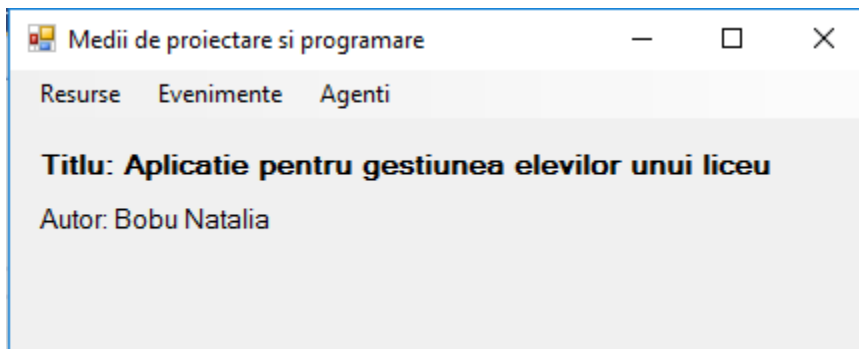 Medii de proiectare si programare
Resurse Evenimente Agenti
Titlu: Aplicatie pentru gestiunea elevilor unui liceu
Autor: Bobu Natalia